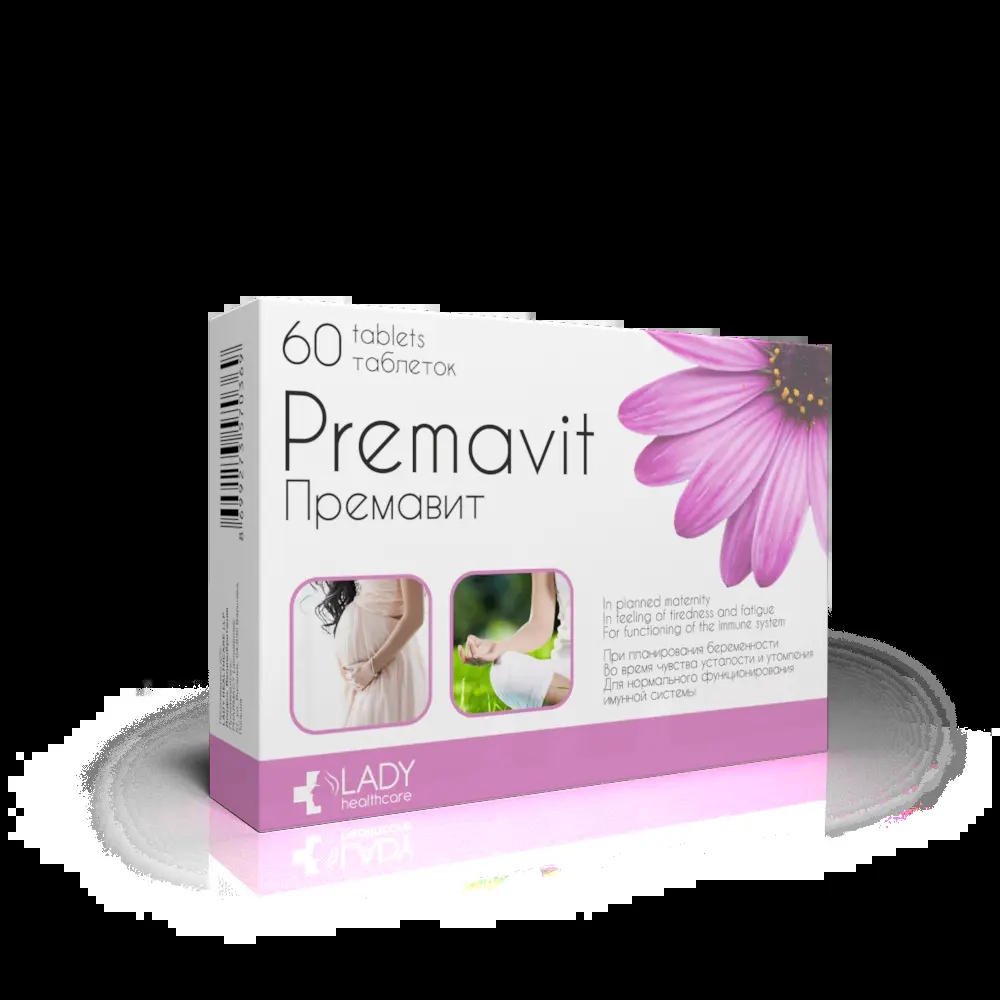 60 tablets
таблеток
Premavit
Премавит
In planned maternity
In feeling of tiredness and fatigue
For functioning of the immune system
При планирования беременности
Во время чувства усталости и утомления
Для нормального функционирования
имунной системы
LADY
healthcare